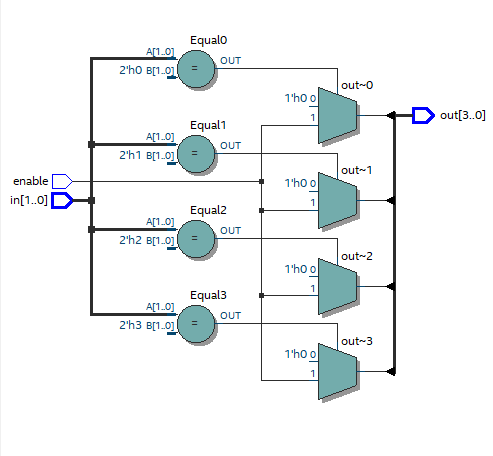 Equal0
A[1..0]
OUT
2'h0 B[1..0]
=
out~0
1'h0 0
1
out[3..0]
Equal1
A[1..0]
OUT
2'h1 B[1..0]
=
out~1
enable
1'h0 0
in[1..0]
1
Equal2
A[1..0]
OUT
2'h2 B[1..0]
=
out~2
1'h0 0
1
Equal3
A[1..0]
OUT
2'h3 B[1..0]
=
out~3
1'h0 0
1